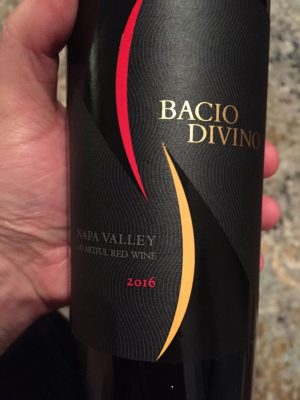 BACIO
DIVINO
NAPA VALLEY
AN ARTFUL RED WINE
2016